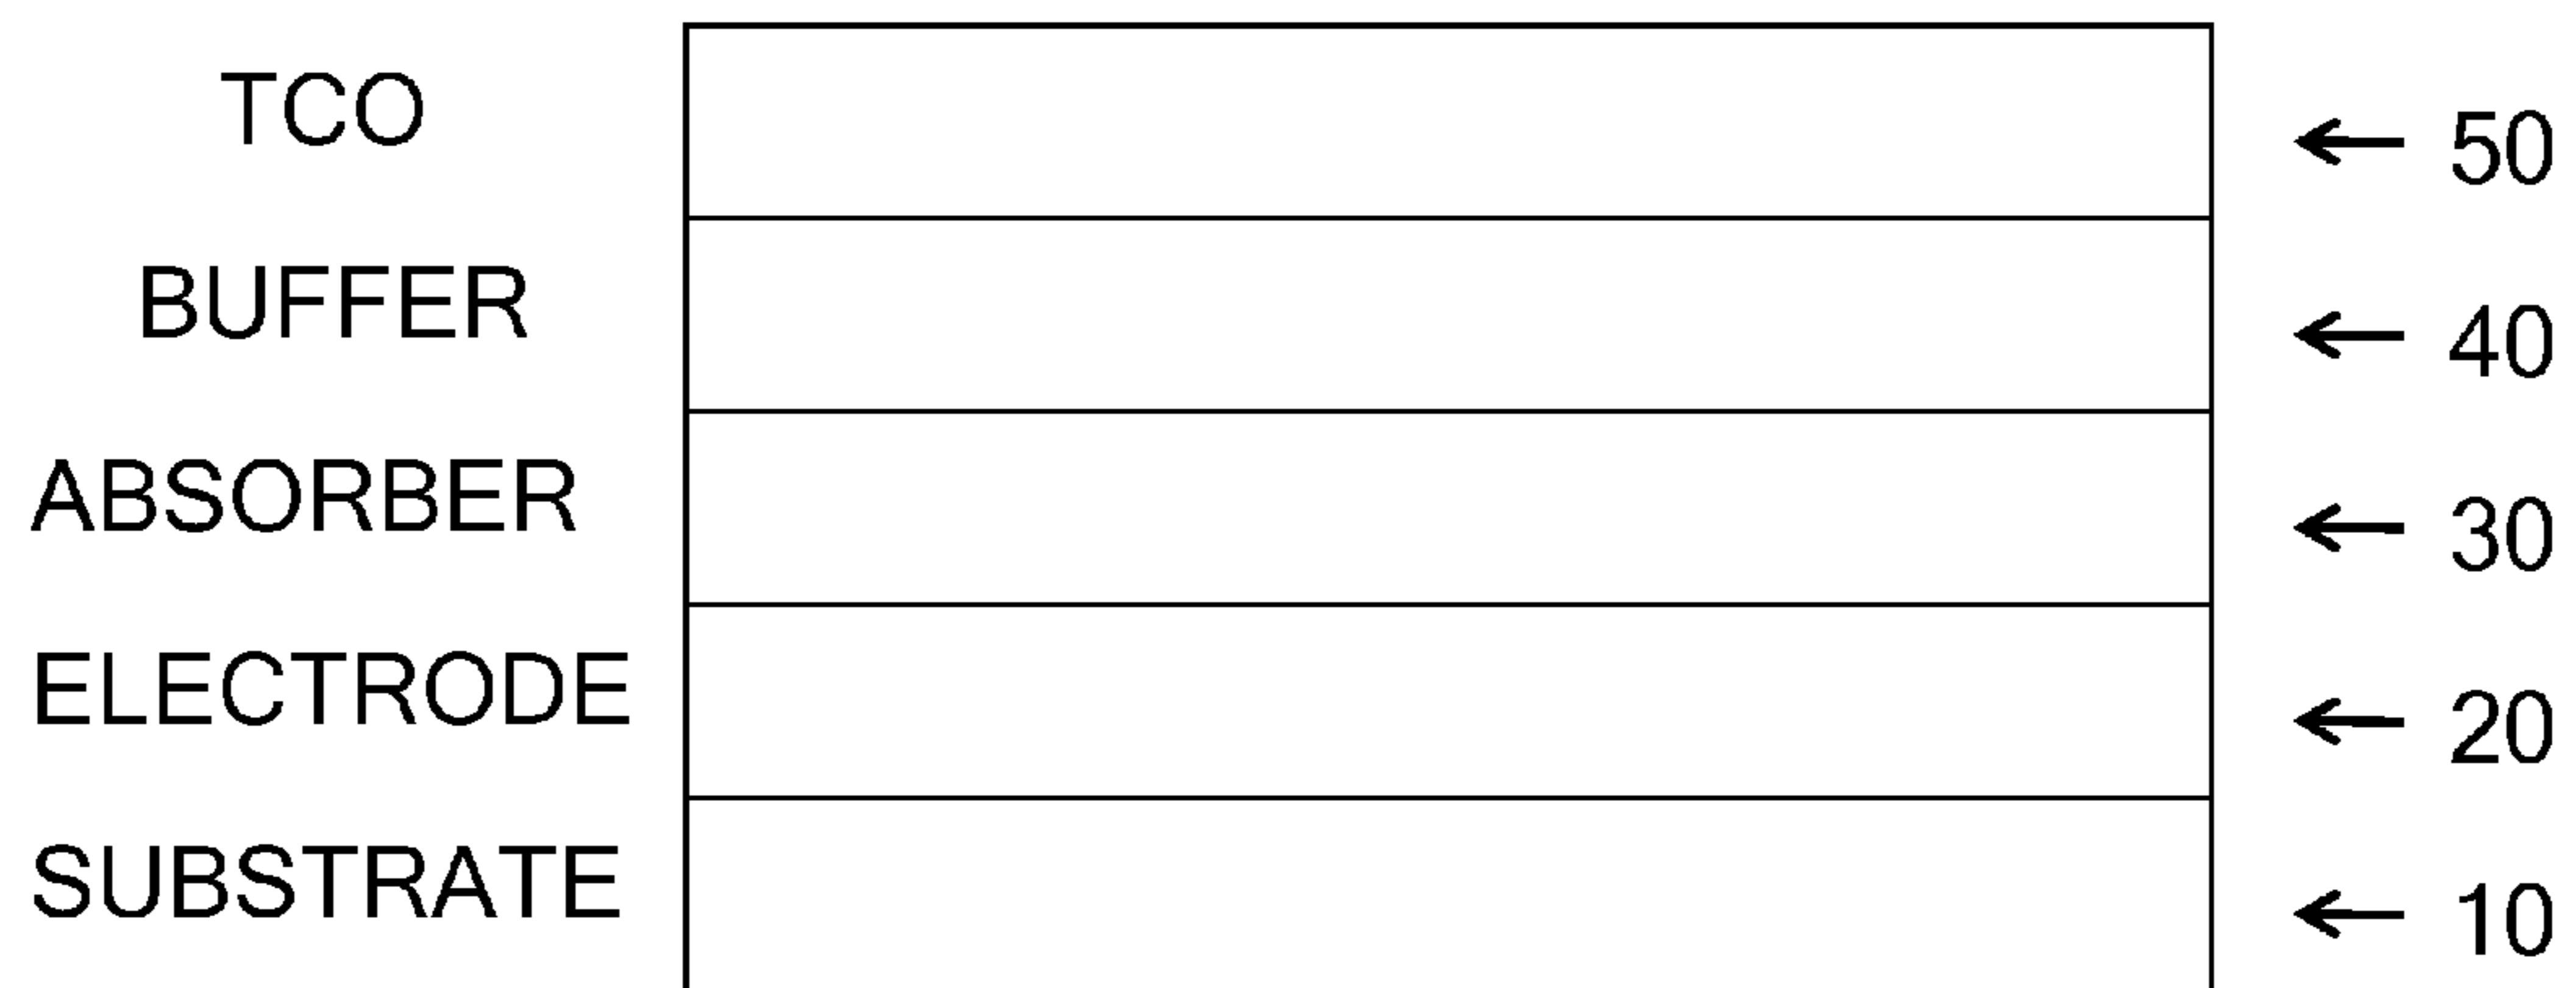 TCO 50
BUFFER 40
ABSORBER 30
ELECTRODE 20
SUBSTRATE 10